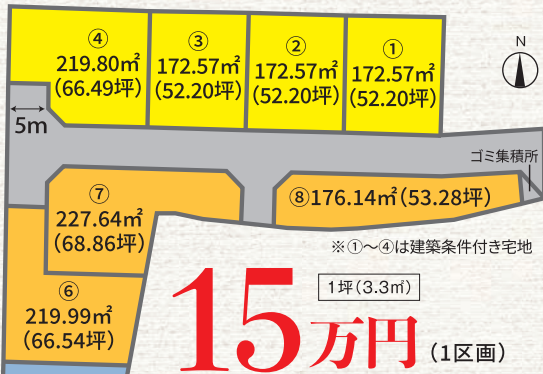 ④
219.80㎡
(66.49坪)
③
172.57㎡
(52.20坪)
②
172.57㎡
(52.20坪)
①
172.57㎡
(52.20坪)
N
5m
ゴミ集積所
⑦
227.64㎡
(68.86坪)
⑧176.14㎡(53.28坪)
※①～④は建築条件付き宅地
⑥
219.99㎡
(66.54坪)
1坪(3.3㎡)
15万円(1区画)